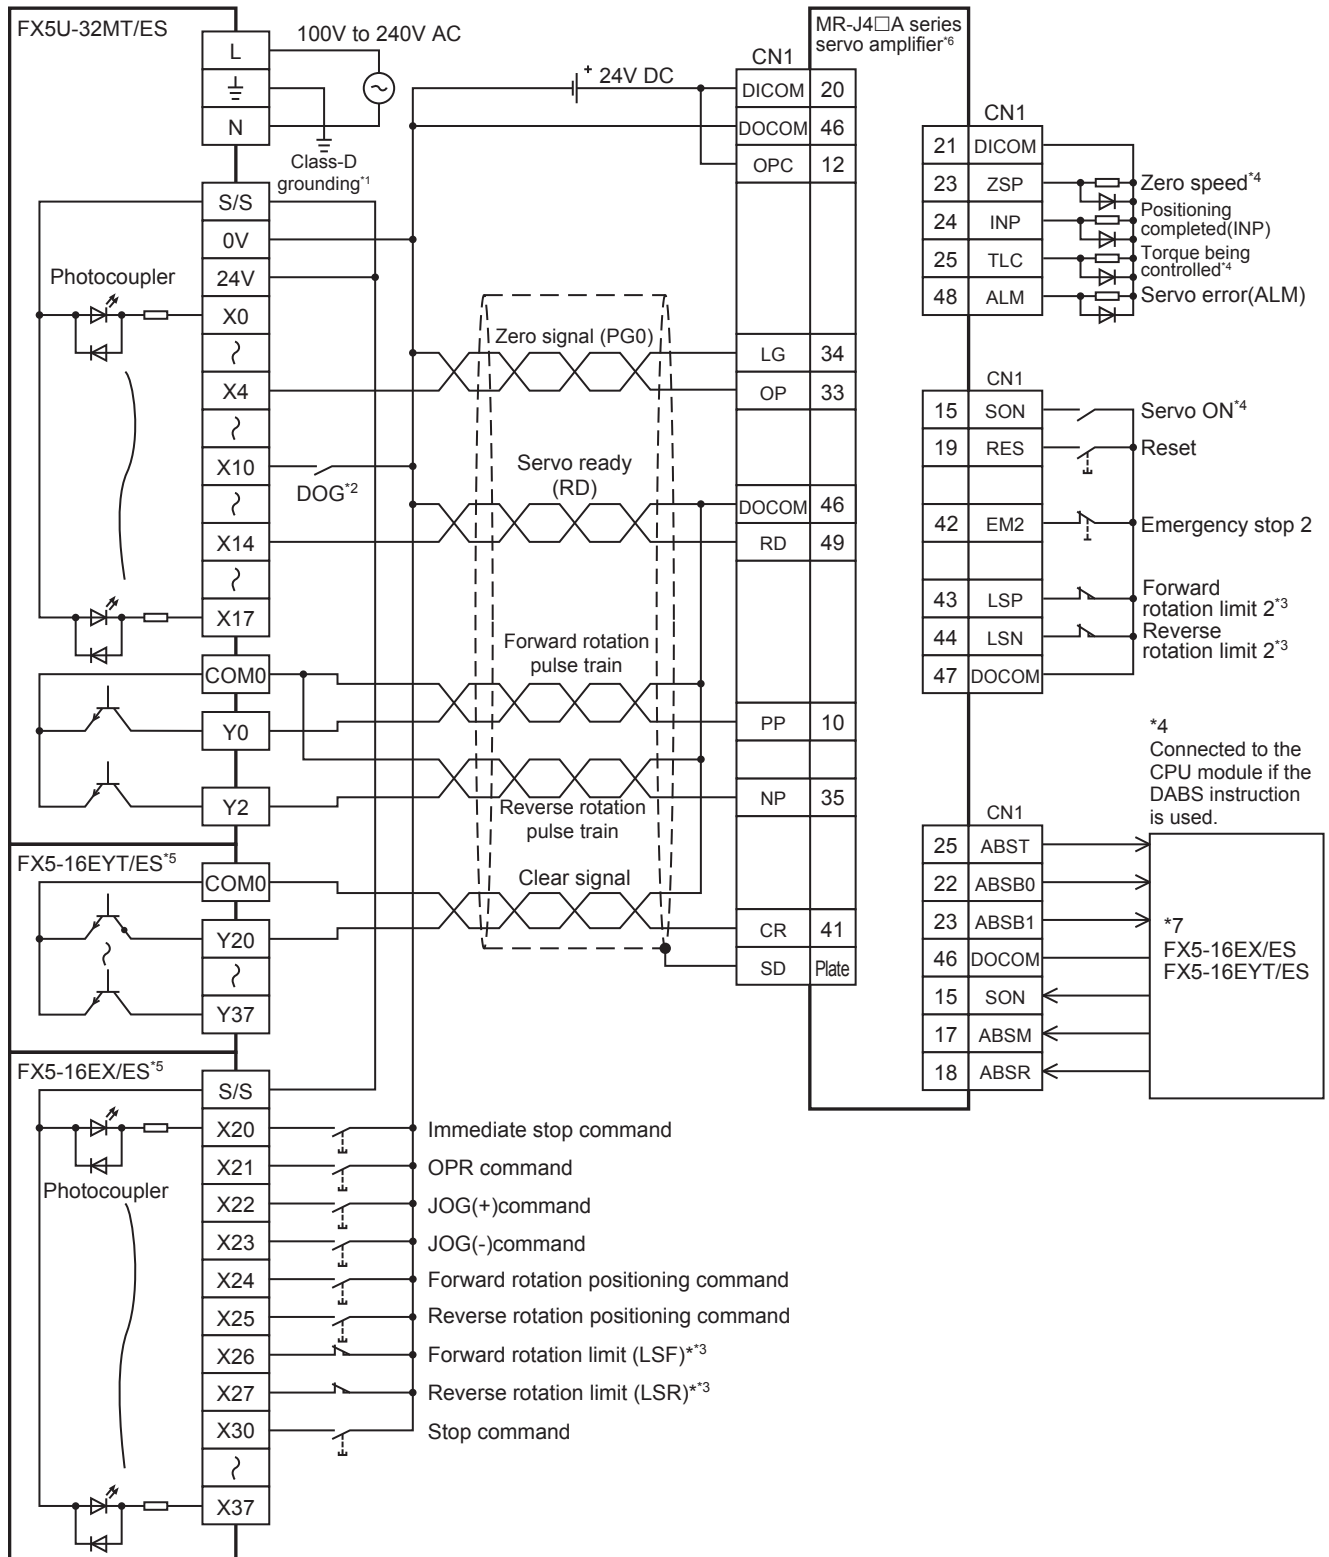 FX5U-32MT/ES
L
N
100V to 240V AC
Class-D
grounding*1
S/S
0V
24V
X0
X4
X10
X14
X17
COM0
Y0
Y2
Photocoupler
DOG*2
FX5-16EYT/ES*5
COM0
Y20
Y37
FX5-16EX/ES*5
S/S
X20
X21
X22
X23
X24
X25
X26
X27
X30
X37
Photocoupler
Immediate stop command
OPR command
JOG(+)command
JOG(-)command
Forward rotation positioning command
Reverse rotation positioning command
Forward rotation limit (LSF)**3
Reverse rotation limit (LSR)**3
Stop command
+ 24V DC
Zero signal (PG0)
Servo ready
(RD)
Forward rotation
pulse train
Reverse rotation
pulse train
Clear signal
MR-J4□A series
servo amplifier*6
CN1
DICOM 20
DOCOM 46
OPC 12
LG 34
OP 33
DOCOM 46
RD 49
PP 10
NP 35
CR 41
SD Plate
CN1
21 DICOM
23 ZSP Zero speed*4
24 INP Positioning
completed(INP)
25 TLC Torque being
controlled*4
48 ALM Servo error(ALM)
CN1
15 SON Servo ON*4
19 RES Reset
42 EM2 Emergency stop 2
43 LSP Forward
rotation limit 2*3
44 LSN Reverse
rotation limit 2*3
47 DOCOM
*4
Connected to the
CPU module if the
DABS instruction
is used.
CN1
25 ABST
22 ABSB0
23 ABSB1
46 DOCOM
15 SON
17 ABSM
18 ABSR
*7
FX5-16EX/ES
FX5-16EYT/ES